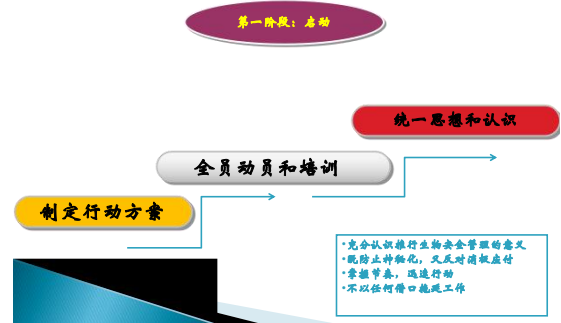 第一阶段：启动
统一思想和认识
全员动员和培训
制定行动方案
•充分认识推行生物安全管理的意义
•既防止神秘化，又反对消极应付
•掌握节奏，迅速行动
•不以任何借口拖延工作